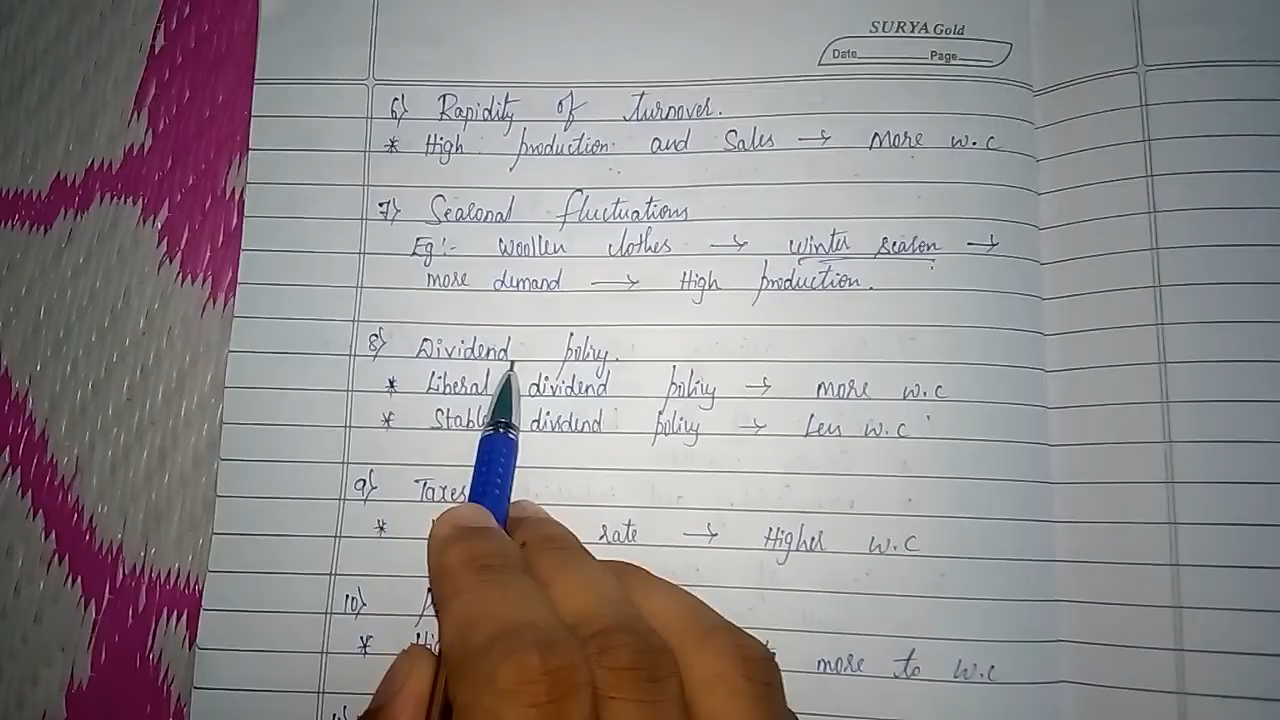 SURYA Gold
Date Page
6) Rapidity of turnover.
* High production and Sales → More w.c
7) Seasonal fluctuations
Eg:- woollen clothes → winter season →
more demand → High production.
8) Dividend policy.
* Liberal dividend policy → more w.c
* Stable dividend policy → Less w.c
9) Taxes
* rate → Higher w.c
10)
* more to w.c